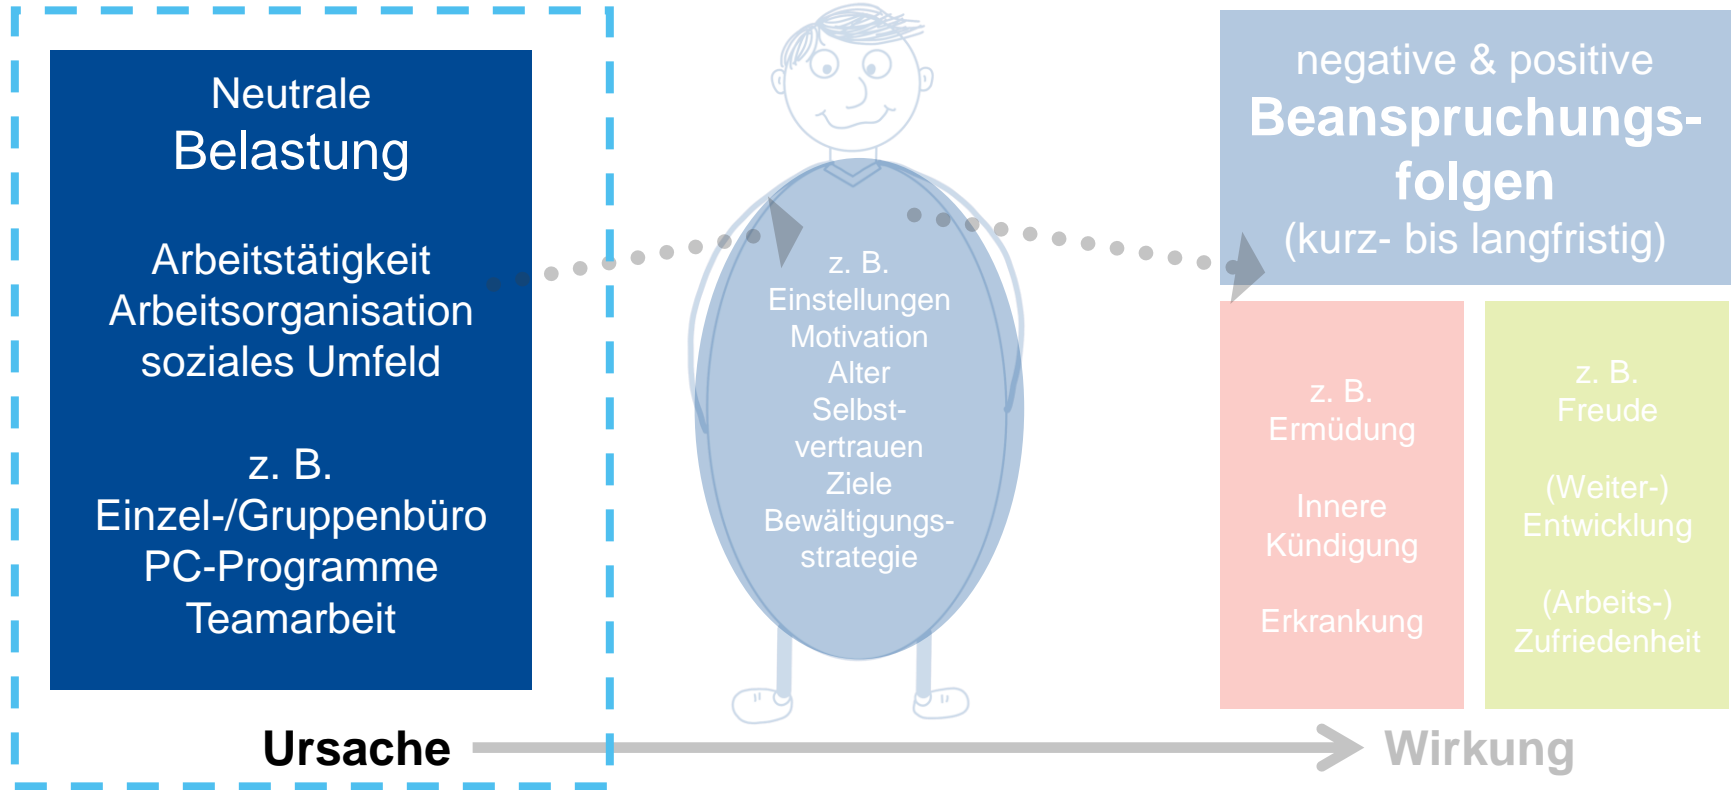 Neutrale
Belastung
Arbeitstätigkeit
Arbeitsorganisation
soziales Umfeld
z. B.
Einzel-/Gruppenbüro
PC-Programme
Teamarbeit
z. B.
Einstellungen
Motivation
Alter
Selbst-
vertrauen
Ziele
Bewältigungs-
strategie
negative & positive
Beanspruchungs-
folgen
(kurz- bis langfristig)
z. B.
Ermüdung
Innere
Kündigung
Erkrankung
z. B.
Freude
(Weiter-)
Entwicklung
(Arbeits-)
Zufriedenheit
Ursache
Wirkung